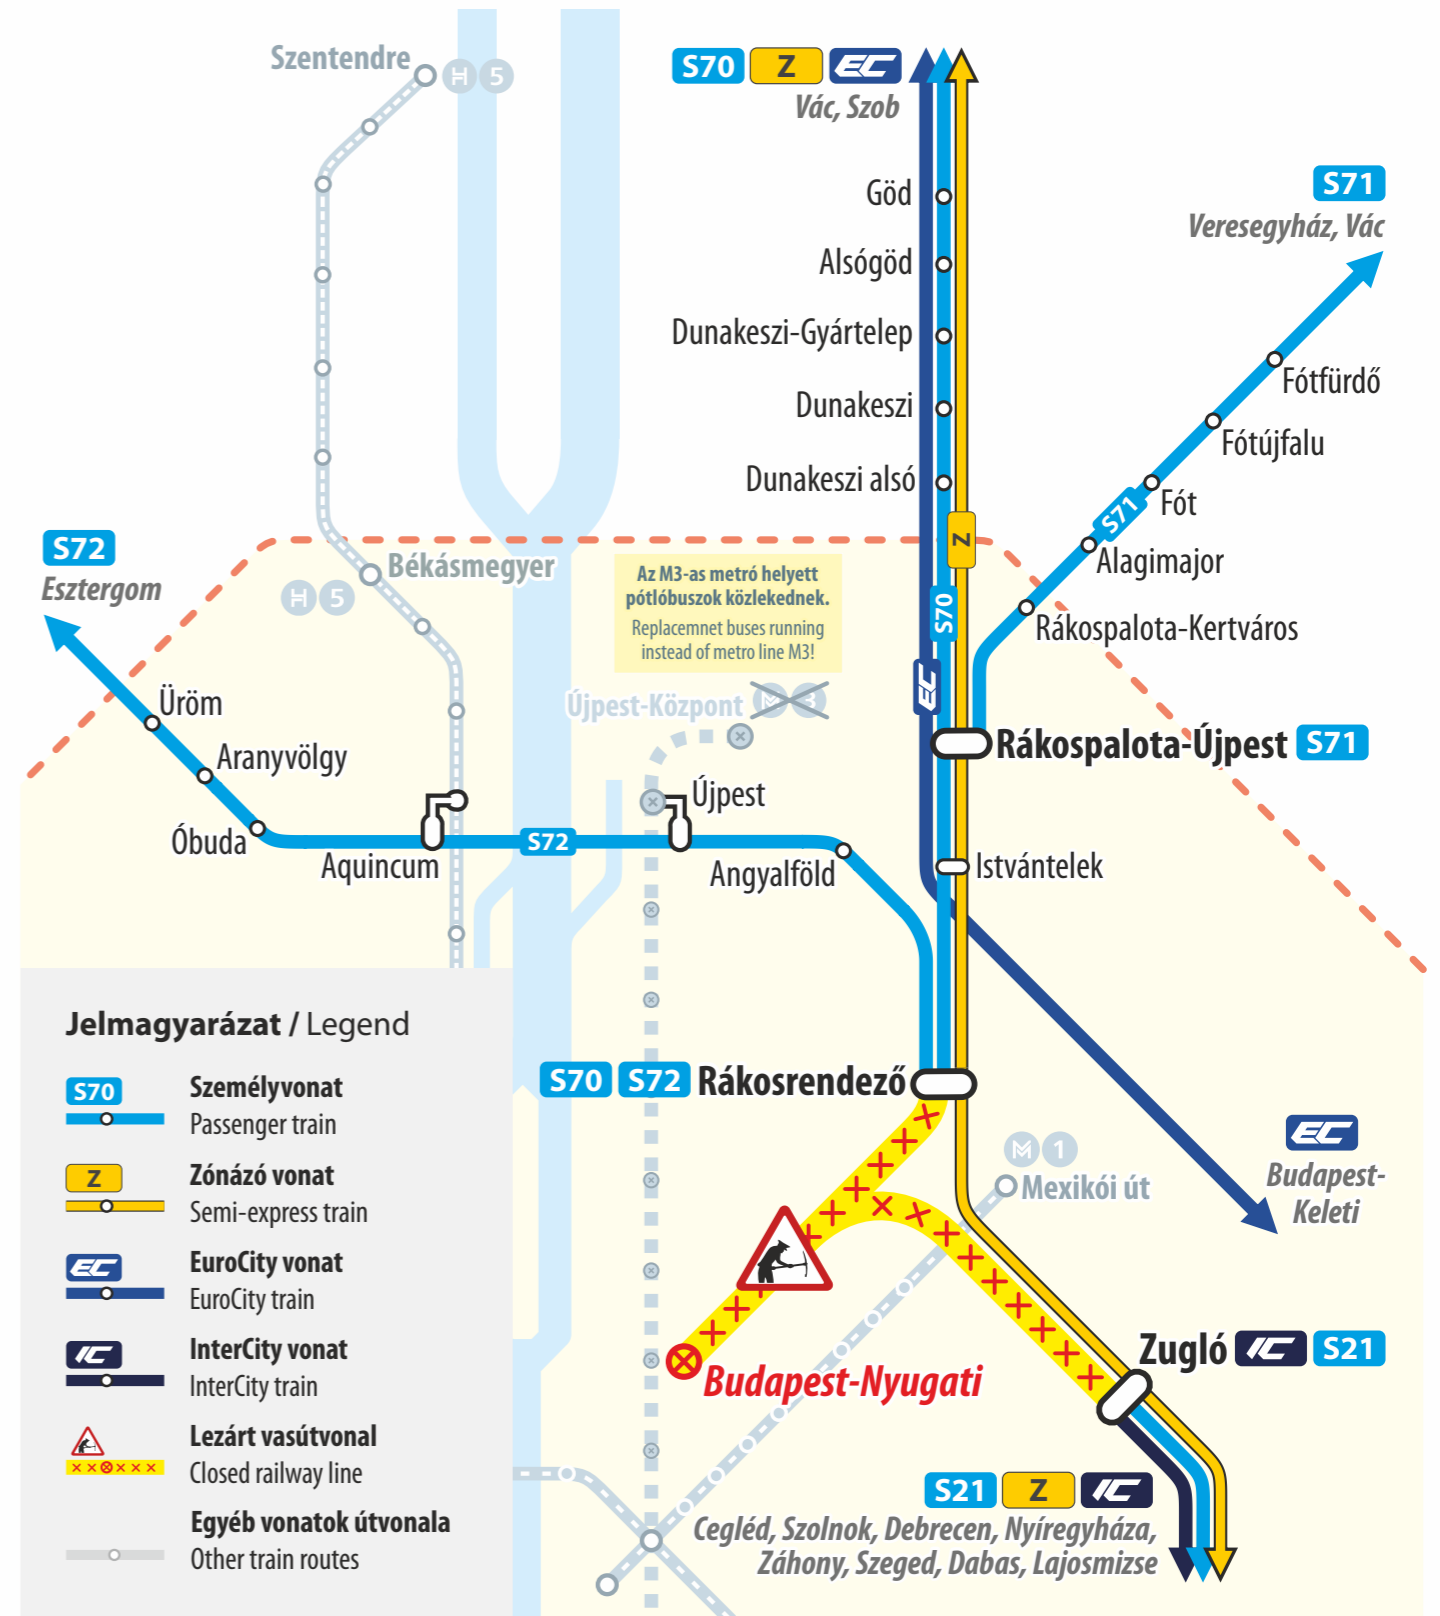 Szentendre H 5
S70 Z EC
Vác, Szob
Göd
Alsógöd
Dunakeszi-Gyártelep
Dunakeszi
Dunakeszi alsó
S71
Veresegyház, Vác
Fótfürdő
Fótújfalu
Fót
S71
Alagimajor
Rákospalota-Kertváros
S72
Esztergom
Békásmegyer
H 5
Az M3-as metró helyett
pótlóbuszok közlekednek.
Replacemnet buses running
instead of metro line M3!
Z
S70
EC
Újpest-Központ M 3
Üröm
Aranyvölgy
Óbuda
Aquincum
S72
Újpest
Angyalföld
Rákospalota-Újpest S71
Istvántelek
S70 S72 Rákosrendező
M 1
Mexikói út
EC
Budapest-
Keleti
Budapest-Nyugati
Zugló IC S21
S21 Z IC
Cegléd, Szolnok, Debrecen, Nyíregyháza,
Záhony, Szeged, Dabas, Lajosmizse
Jelmagyarázat / Legend
S70 Személyvonat
Passenger train
Z Zónázó vonat
Semi-express train
EC EuroCity vonat
EuroCity train
IC InterCity vonat
InterCity train
Lezárt vasútvonal
Closed railway line
Egyéb vonatok útvonala
Other train routes